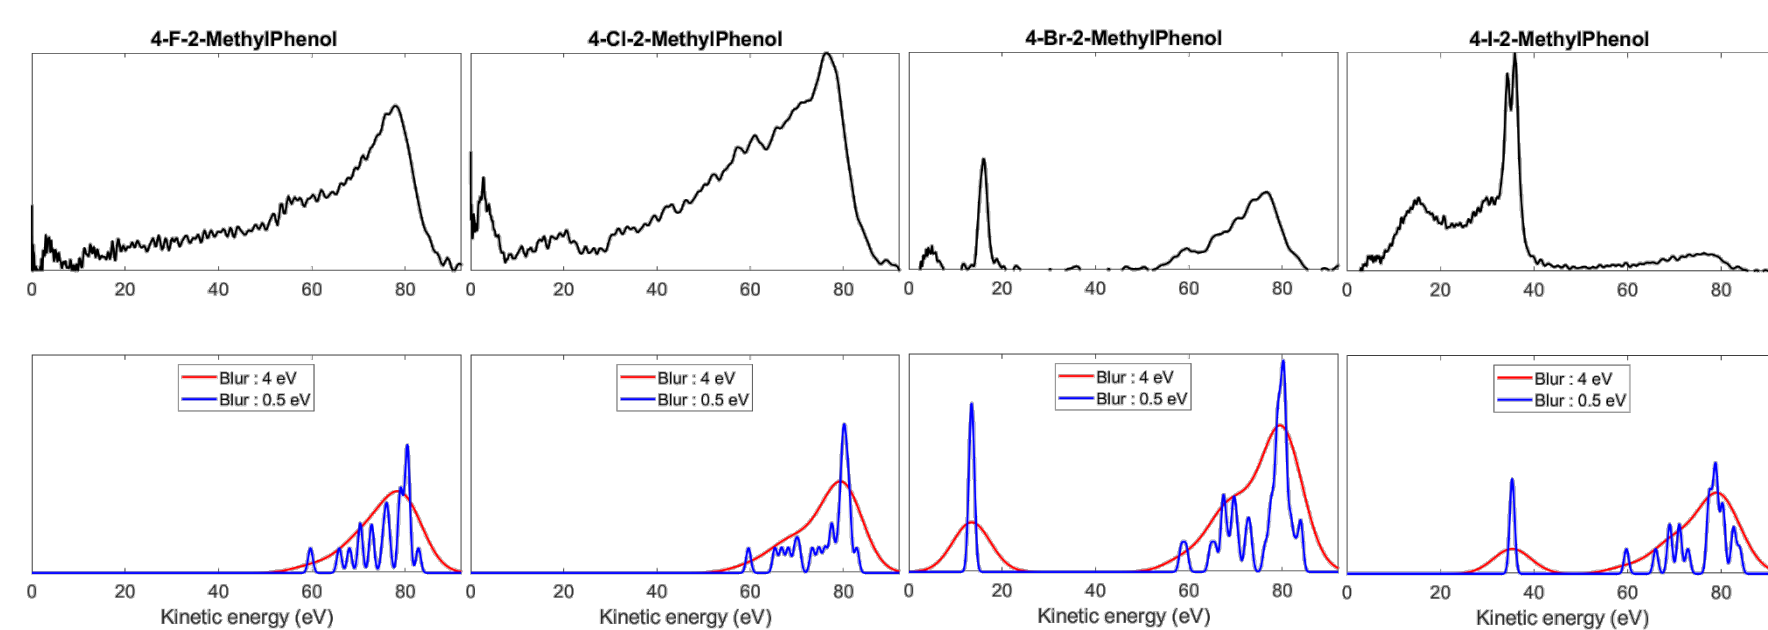 4-F-2-MethylPhenol
4-Cl-2-MethylPhenol
4-Br-2-MethylPhenol
4-I-2-MethylPhenol
0 20 40 60 80
0 20 40 60 80
0 20 40 60 80
0 20 40 60 80
Blur : 4 eV
Blur : 0.5 eV
Blur : 4 eV
Blur : 0.5 eV
Blur : 4 eV
Blur : 0.5 eV
Blur : 4 eV
Blur : 0.5 eV
0 20 40 60 80
0 20 40 60 80
0 20 40 60 80
0 20 40 60 80
Kinetic energy (eV)
Kinetic energy (eV)
Kinetic energy (eV)
Kinetic energy (eV)